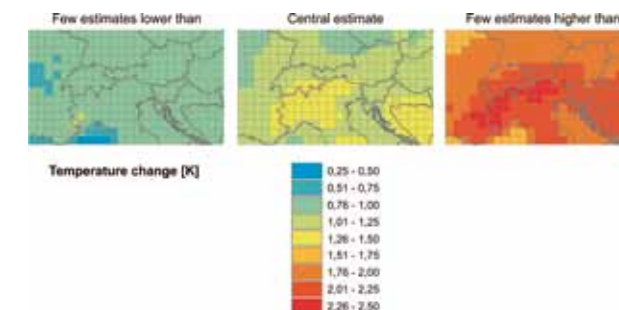 Few estimates lower than
Central estimate
Few estimates higher than
Temperature change [K]
0,25 - 0,50
0,51 - 0,75
0,76 - 1,00
1,01 - 1,25
1,26 - 1,50
1,51 - 1,75
1,76 - 2,00
2,01 - 2,25
2,26 - 2,50